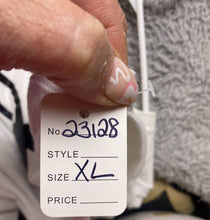 No 23128
STYLE
SIZE XL
PRICE